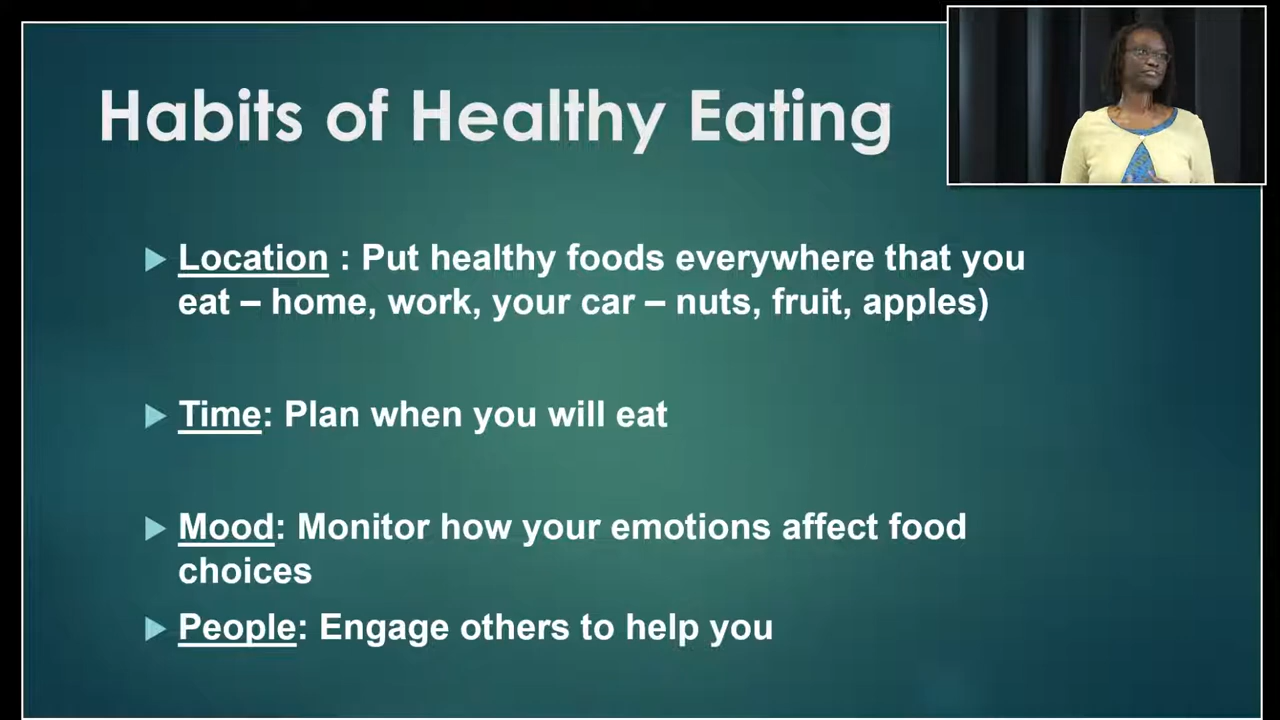 Habits of Healthy Eating
Location : Put healthy foods everywhere that you
eat – home, work, your car – nuts, fruit, apples)
Time: Plan when you will eat
Mood: Monitor how your emotions affect food
choices
People: Engage others to help you